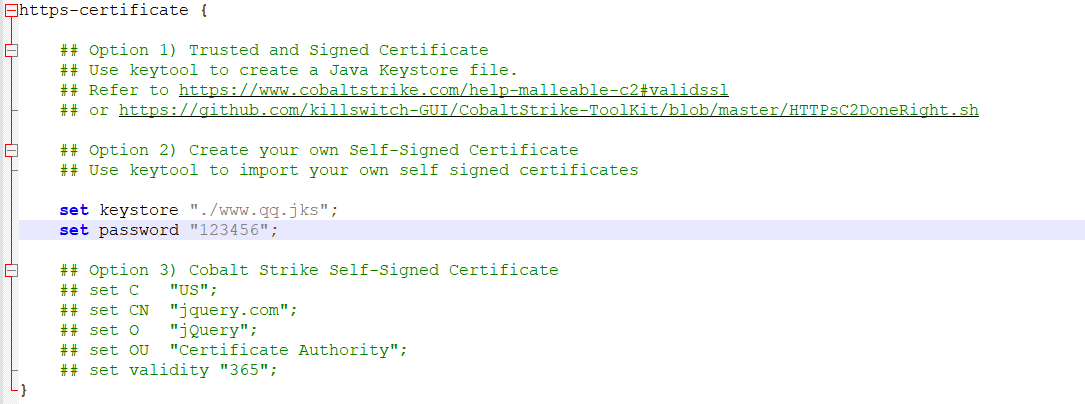 https-certificate {
## Option 1) Trusted and Signed Certificate
## Use keytool to create a Java Keystore file.
## Refer to https://www.cobaltstrike.com/help-malleable-c2#validssl
## or https://github.com/killswitch-GUI/CobaltStrike-ToolKit/blob/master/HTTPsC2DoneRight.sh
## Option 2) Create your own Self-Signed Certificate
## Use keytool to import your own self signed certificates
set keystore "./www.qq.jks";
set password "123456";
## Option 3) Cobalt Strike Self-Signed Certificate
## set C   "US";
## set CN  "jquery.com";
## set O   "jQuery";
## set OU  "Certificate Authority";
## set validity "365";
}